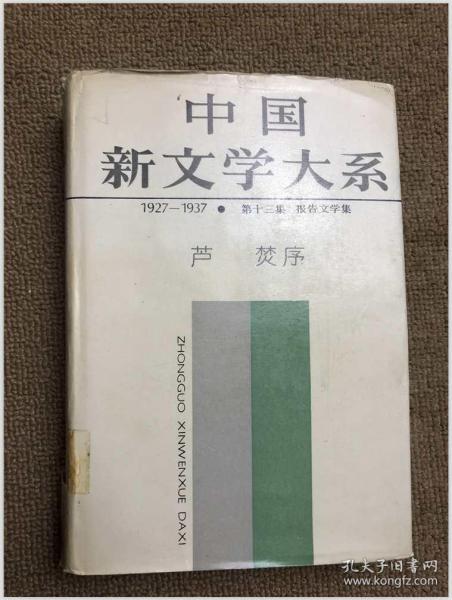 中国
新文学大系
1927—1937 ● 第十三集 报告文学集
芦 焚序
ZHONGGUO XINWENXUE DAXI
孔夫子旧书网
www.kongfz.com